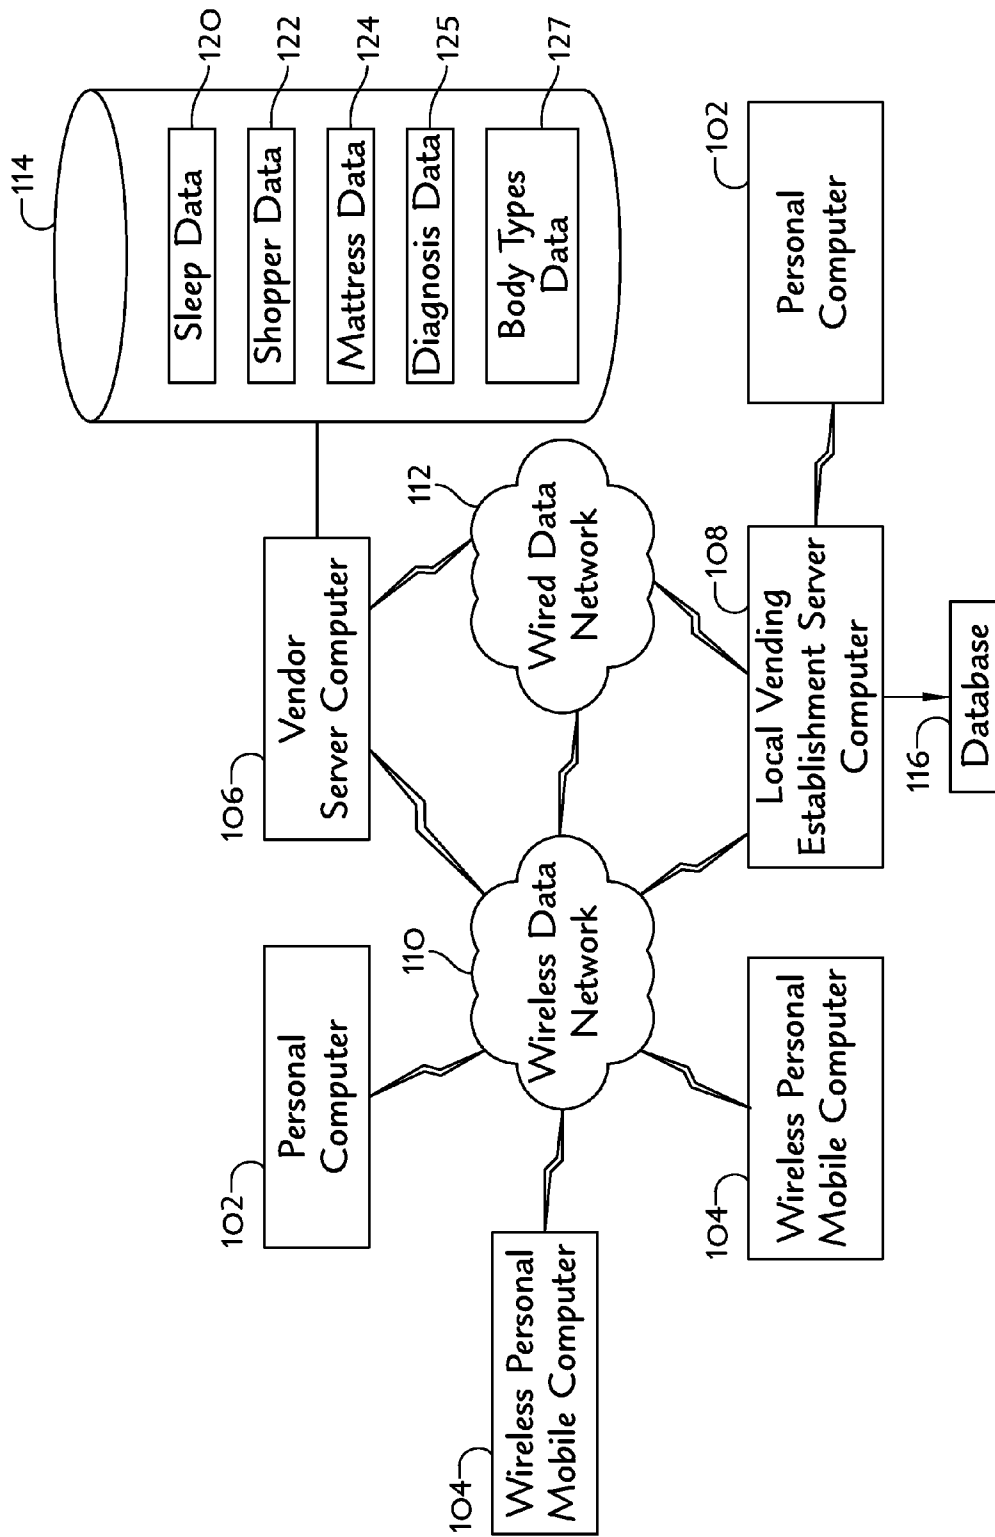 114
Sleep Data
120
Shopper Data
122
Mattress Data
124
Diagnosis Data
125
Body Types
Data
127
102
Personal
Computer
106
Vendor
Server Computer
112
Wired Data
Network
102
Personal
Computer
110
Wireless Data
Network
108
Local Vending
Establishment Server
Computer
104
Wireless Personal
Mobile Computer
104
Wireless Personal
Mobile Computer
116
Database